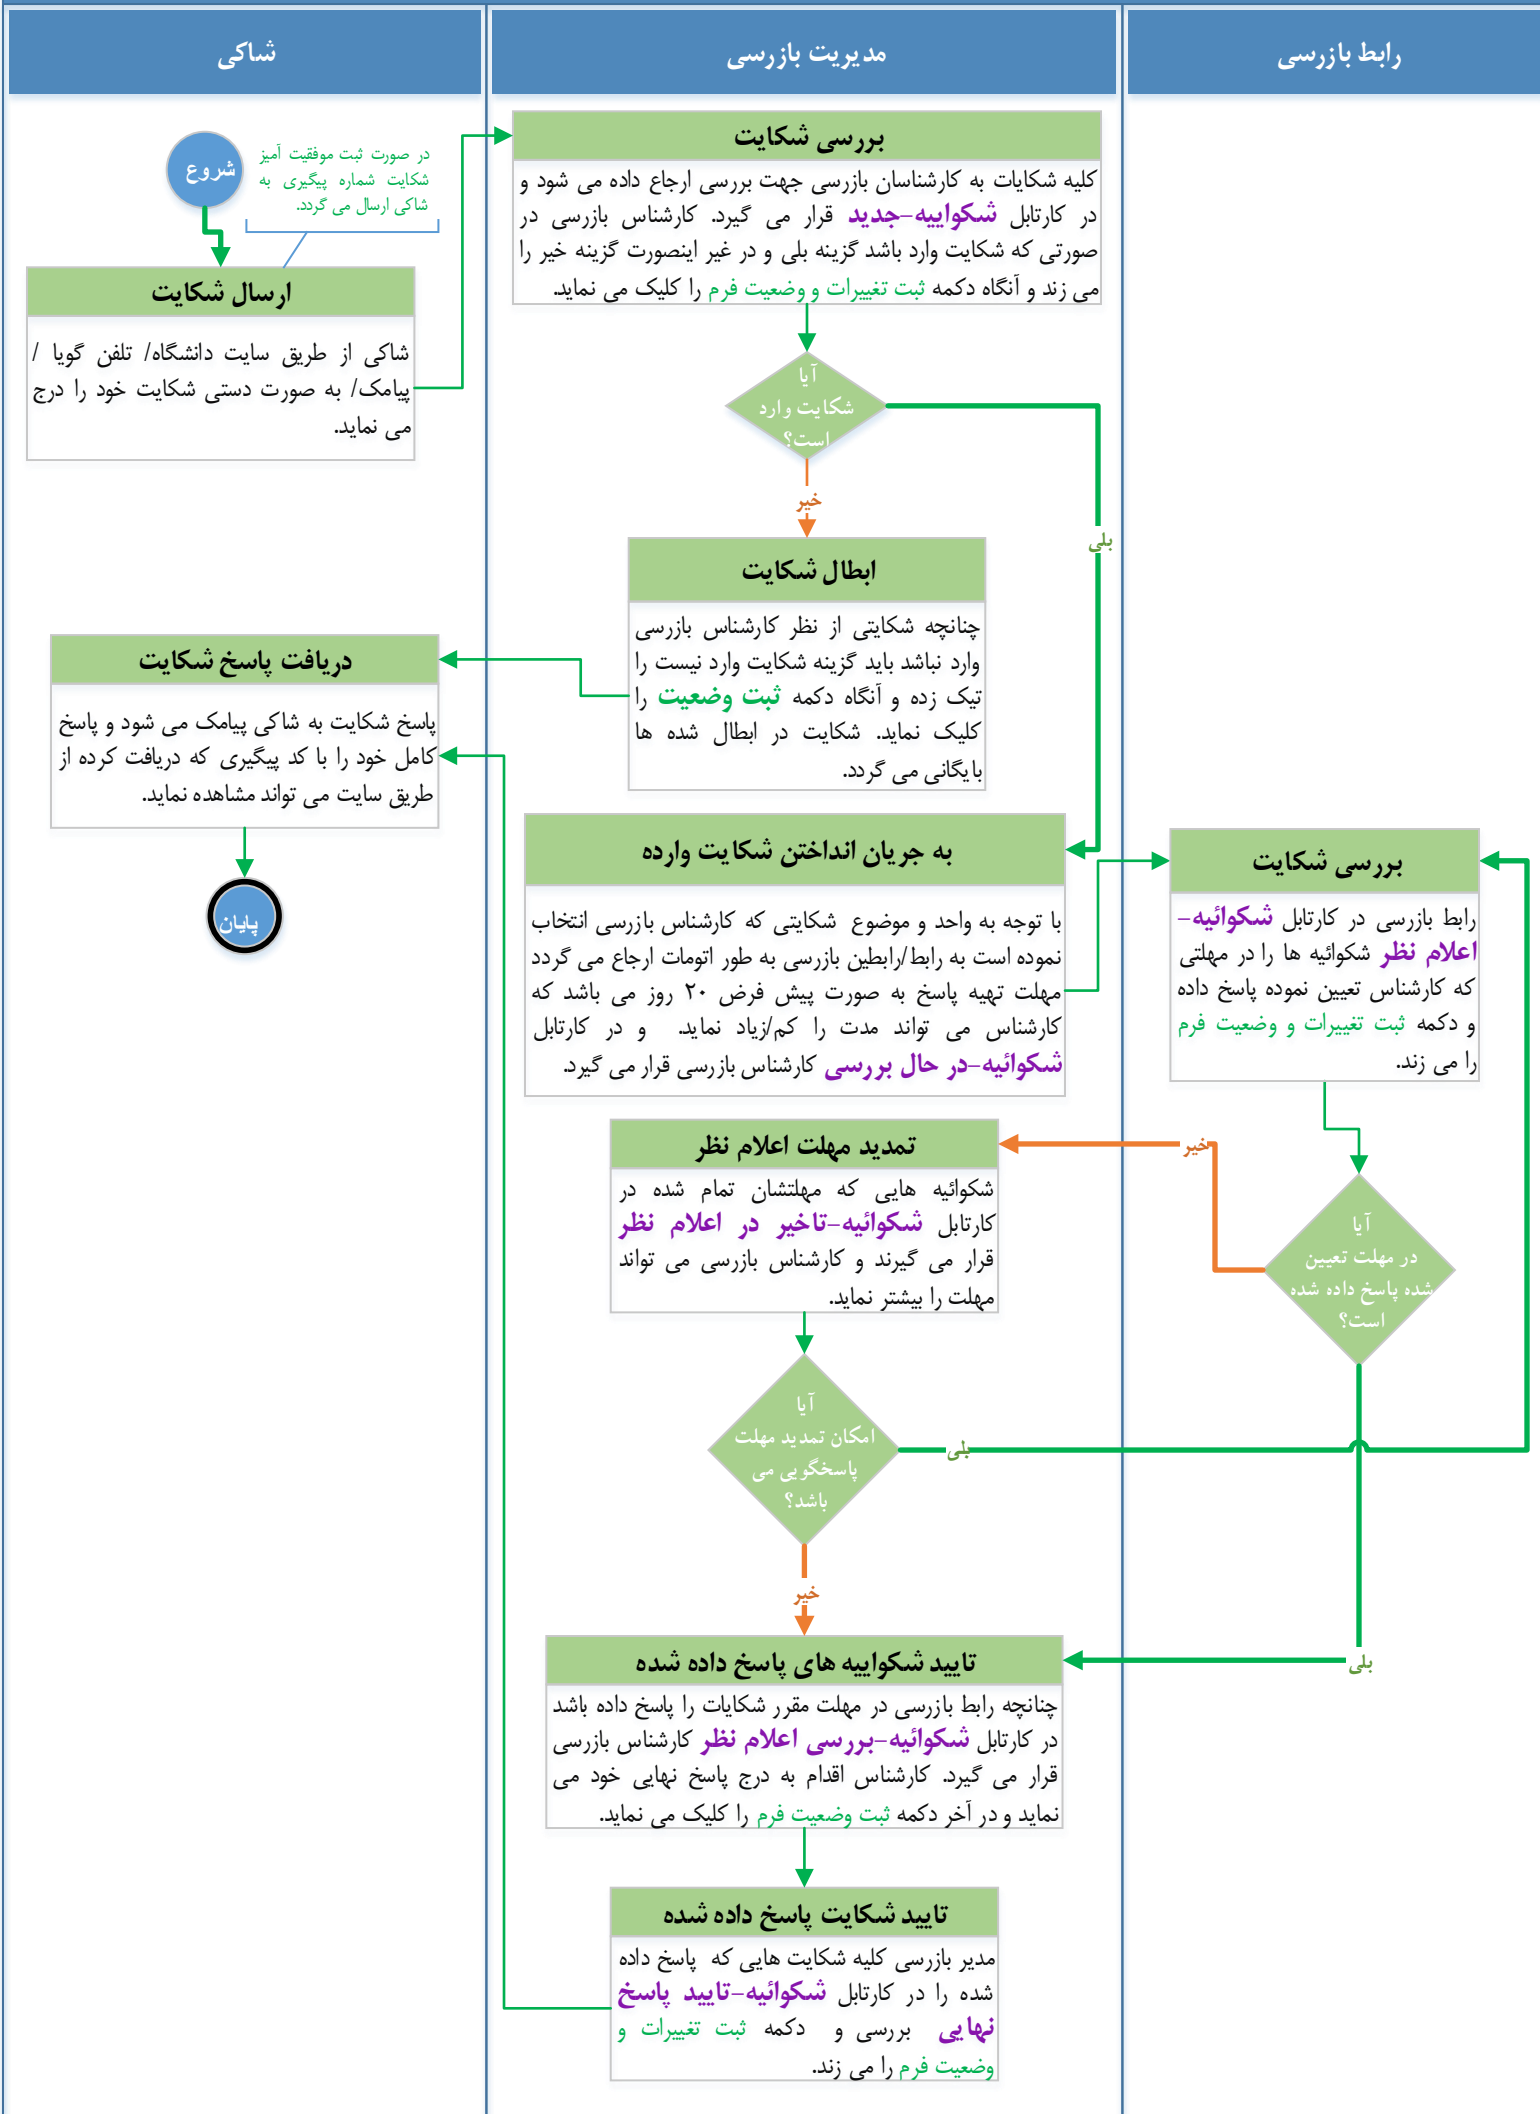 شاکی
مدیریت بازرسی
رابط بازرسی
شروع
در صورت ثبت موفقیت آمیز
شکایت شماره پیگیری به
شاکی ارسال می گردد.
ارسال شکایت
شاکی از طریق سایت دانشگاه/ تلفن گویا /
پیامک/ به صورت دستی شکایت خود را درج
می نماید.
بررسی شکایت
کلیه شکایات به کارشناسان بازرسی جهت بررسی ارجاع داده می شود و
در کارتابل شکواییه-جدید قرار می گیرد. کارشناس بازرسی در
صورتی که شکایت وارد باشد گزینه بلی و در غیر اینصورت گزینه خیر را
می زند و آنگاه دکمه ثبت تغییرات و وضعیت فرم را کلیک می نماید.
آیا
شکایت وارد
است؟
خیر
بلی
ابطال شکایت
چنانچه شکایتی از نظر کارشناس بازرسی
وارد نباشد باید گزینه شکایت وارد نیست را
تیک زده و آنگاه دکمه ثبت وضعیت را
کلیک نماید. شکایت در ابطال شده ها
بایگانی می گردد.
دریافت پاسخ شکایت
پاسخ شکایت به شاکی پیامک می شود و پاسخ
کامل خود را با کد پیگیری که دریافت کرده از
طریق سایت می تواند مشاهده نماید.
پایان
به جریان انداختن شکایت وارده
با توجه به واحد و موضوع شکایتی که کارشناس بازرسی انتخاب
نموده است به رابط/رابطین بازرسی به طور اتومات ارجاع می گردد
مهلت تهیه پاسخ به صورت پیش فرض ۲۰ روز می باشد که
کارشناس می تواند مدت را کم/زیاد نماید. و در کارتابل
شکوائیه-در حال بررسی کارشناس بازرسی قرار می گیرد.
بررسی شکایت
رابط بازرسی در کارتابل شکوائیه-
اعلام نظر شکوائیه ها را در مهلتی
که کارشناس تعیین نموده پاسخ داده
و دکمه ثبت تغییرات و وضعیت فرم
را می زند.
آیا
در مهلت تعیین
شده پاسخ داده شده
است؟
خیر
بلی
تمدید مهلت اعلام نظر
شکوائیه هایی که مهلتشان تمام شده در
کارتابل شکوائیه-تاخیر در اعلام نظر
قرار می گیرند و کارشناس بازرسی می تواند
مهلت را بیشتر نماید.
آیا
امکان تمدید مهلت
پاسخگویی می
باشد؟
بلی
خیر
تایید شکواییه های پاسخ داده شده
چنانچه رابط بازرسی در مهلت مقرر شکایات را پاسخ داده باشد
در کارتابل شکوائیه-بررسی اعلام نظر کارشناس بازرسی
قرار می گیرد. کارشناس اقدام به درج پاسخ نهایی خود می
نماید و در آخر دکمه ثبت وضعیت فرم را کلیک می نماید.
تایید شکایت پاسخ داده شده
مدیر بازرسی کلیه شکایت هایی که پاسخ داده
شده را در کارتابل شکوائیه-تایید پاسخ
نهایی بررسی و دکمه ثبت تغییرات و
وضعیت فرم را می زند.